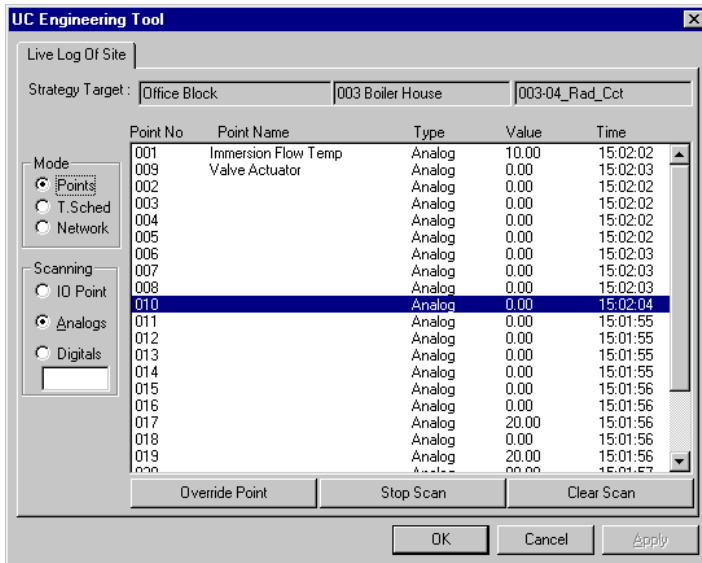 UC Engineering Tool
Live Log Of Site
Strategy Target : Office Block 003 Boiler House 003-04_Rad_Cct
Point No Point Name Type Value Time
Mode
Points
T.Sched
Network
Scanning
IO Point
Analogs
Digitals
001 Immersion Flow Temp Analog 10.00 15:02:02
009 Valve Actuator Analog 0.00 15:02:03
002 Analog 0.00 15:02:02
003 Analog 0.00 15:02:02
004 Analog 0.00 15:02:02
005 Analog 0.00 15:02:02
006 Analog 0.00 15:02:03
007 Analog 0.00 15:02:03
008 Analog 0.00 15:02:03
010 Analog 0.00 15:02:04
011 Analog 0.00 15:01:55
012 Analog 0.00 15:01:55
013 Analog 0.00 15:01:55
014 Analog 0.00 15:01:55
015 Analog 0.00 15:01:56
016 Analog 0.00 15:01:56
017 Analog 20.00 15:01:56
018 Analog 0.00 15:01:56
019 Analog 20.00 15:01:56
Override Point Stop Scan Clear Scan
OK Cancel Apply